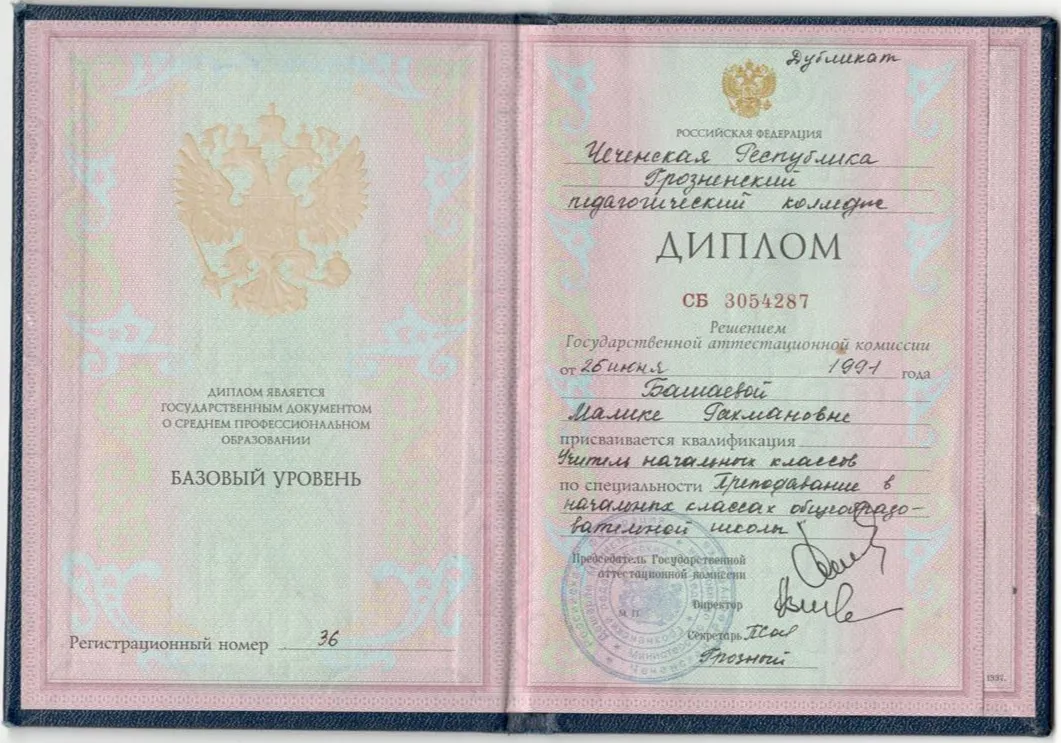 ДИПЛОМ ЯВЛЯЕТСЯ
ГОСУДАРСТВЕННЫМ ДОКУМЕНТОМ
О СРЕДНЕМ ПРОФЕССИОНАЛЬНОМ
ОБРАЗОВАНИИ
БАЗОВЫЙ УРОВЕНЬ
Регистрационный номер 36
Дубликат
РОССИЙСКАЯ ФЕДЕРАЦИЯ
Чеченская Республика
Грозненский
педагогический колледж
ДИПЛОМ
СБ 3054287
Решением
Государственной аттестационной комиссии
от 26 июня 1991 года
Башаевой
Малике Рахмановне
присваивается квалификация
Учитель начальных классов
по специальности Преподавание в
начальных классах общеобразо-
вательной школы
Председатель Государственной
аттестационной комиссии
М. П.
Директор
Секретарь
Грозный
1997.